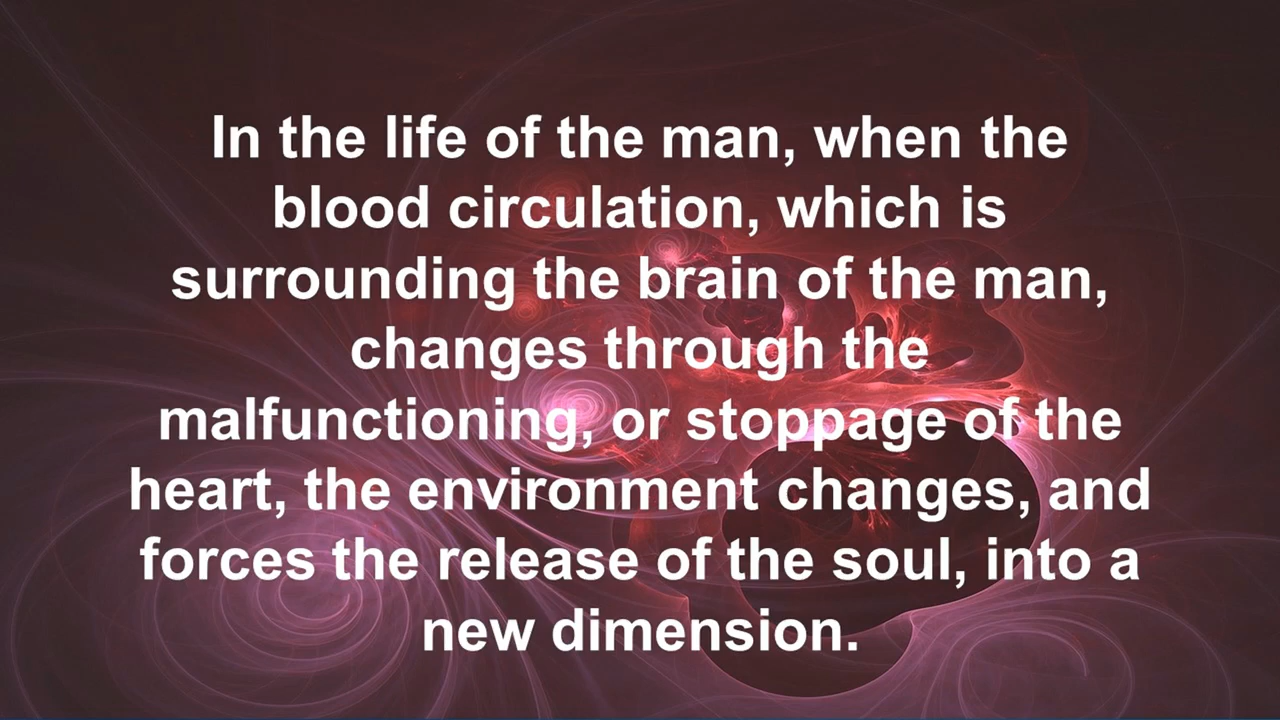 In the life of the man, when the
blood circulation, which is
surrounding the brain of the man,
changes through the
malfunctioning, or stoppage of the
heart, the environment changes, and
forces the release of the soul, into a
new dimension.